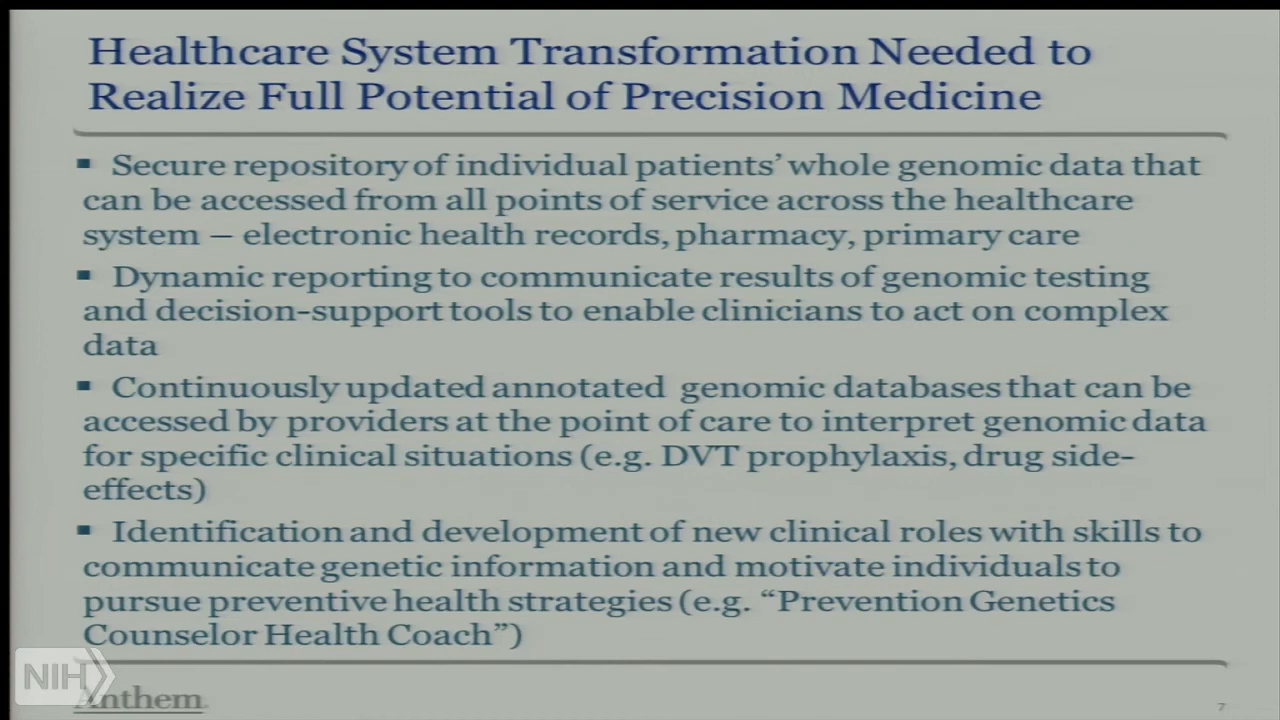 Healthcare System Transformation Needed to
Realize Full Potential of Precision Medicine
▪ Secure repository of individual patients’ whole genomic data that
can be accessed from all points of service across the healthcare
system – electronic health records, pharmacy, primary care
▪ Dynamic reporting to communicate results of genomic testing
and decision-support tools to enable clinicians to act on complex
data
▪ Continuously updated annotated genomic databases that can be
accessed by providers at the point of care to interpret genomic data
for specific clinical situations (e.g. DVT prophylaxis, drug side-
effects)
▪ Identification and development of new clinical roles with skills to
communicate genetic information and motivate individuals to
pursue preventive health strategies (e.g. “Prevention Genetics
Counselor Health Coach”)
NIH
Anthem
7